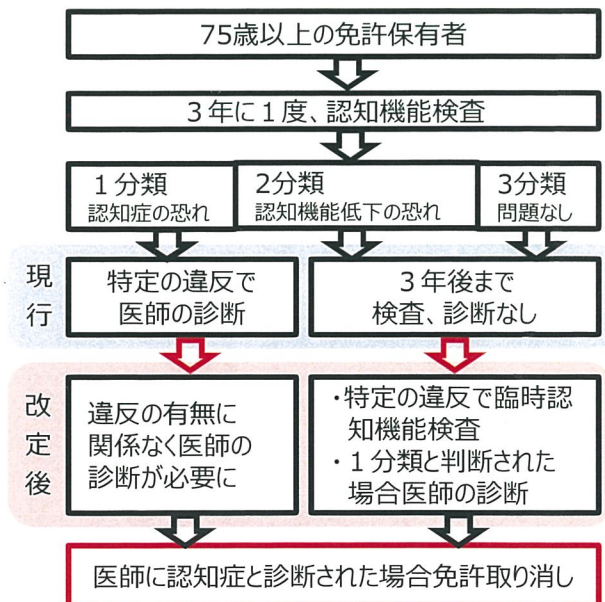 75歳以上の免許保有者
3年に1度、認知機能検査
1分類
認知症の恐れ
2分類
認知機能低下の恐れ
3分類
問題なし
現行
特定の違反で
医師の診断
3年後まで
検査、診断なし
改定後
違反の有無に
関係なく医師の
診断が必要に
・特定の違反で臨時認
知機能検査
・1分類と判断された
場合医師の診断
医師に認知症と診断された場合免許取り消し